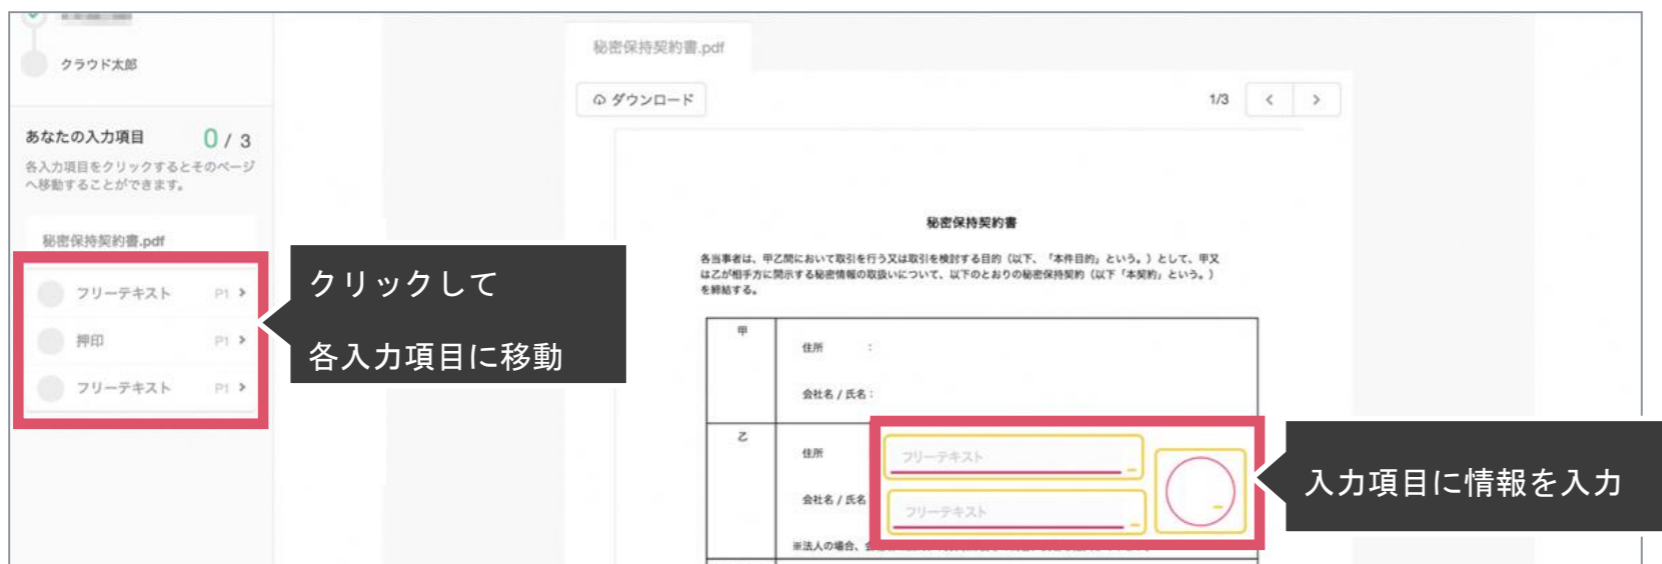 クラウド太郎
あなたの入力項目 0 / 3
各入力項目をクリックするとそのページ
へ移動することができます。
秘密保持契約書.pdf
フリーテキスト P1 >
押印 P1 >
フリーテキスト P1 >
クリックして
各入力項目に移動
秘密保持契約書.pdf
ダウンロード
1/3 < >
秘密保持契約書
各当事者は、甲乙間において取引を行う又は取引を検討する目的（以下、「本件目的」という。）として、甲又
は乙が相手方に開示する秘密情報の取扱いについて、以下のとおりの秘密保持契約（以下「本契約」という。）
を締結する。
甲
住所 :
会社名 / 氏名 :
乙
住所
フリーテキスト
会社名 / 氏名
フリーテキスト
※法人の場合、
入力項目に情報を入力